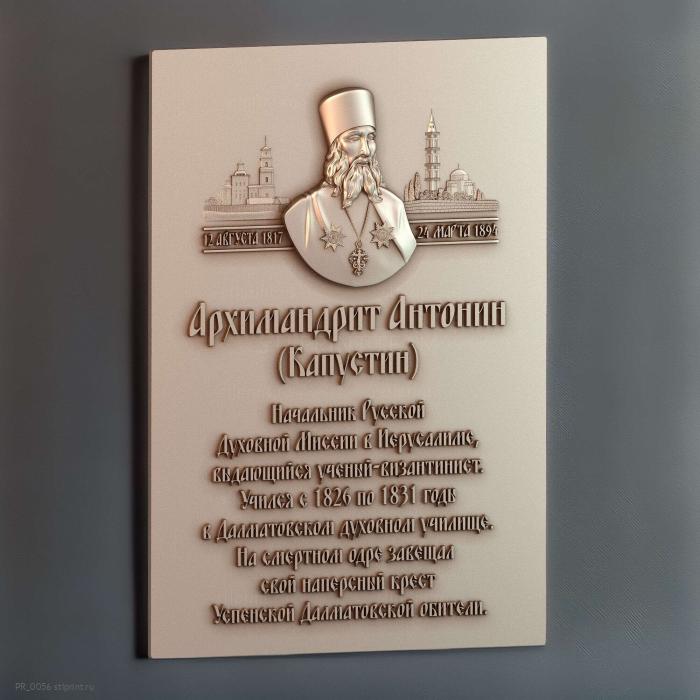 12 АВГУСТА 1817
24 МАРТА 1894
Архимандрит Антонин
(Капустин)
Начальник Русской
Духовной Миссии в Иерусалиме,
выдающийся ученый-византинист.
Учился с 1826 по 1831 годы
в Далматовском духовном училище.
На смертном одре завещал
свой наперсный крест
Успенской Далматовской обители.
PR_0056 stlprint.ru